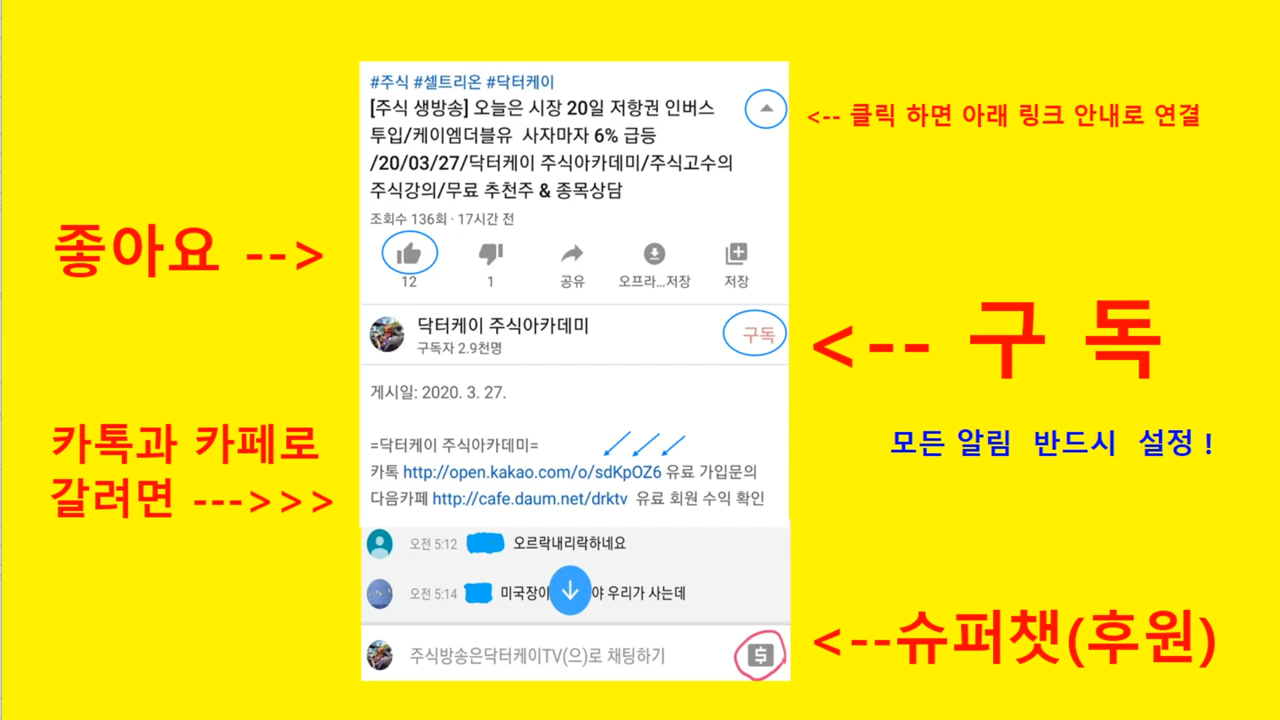 #주식 #셀트리온 #닥터케이
[주식 생방송] 오늘은 시장 20일 저항권 인버스
투입/케이엠더블유 사자마자 6% 급등
/20/03/27/닥터케이 주식아카데미/주식고수의
주식강의/무료 추천주 & 종목상담
조회수 136회 · 17시간 전
<-- 클릭 하면 아래 링크 안내로 연결
좋아요 -->
12
1
공유
오프라...저장
저장
닥터케이 주식아카데미
구독자 2.9천명
구독
<-- 구 독
게시일: 2020. 3. 27.
모든 알림 반드시 설정 !
카톡과 카페로
갈려면 --->>>
=닥터케이 주식아카데미=
카톡 http://open.kakao.com/o/sdKpOZ6 유료 가입문의
다음카페 http://cafe.daum.net/drktv 유료 회원 수익 확인
오전 5:12 오르락내리락하네요
오전 5:14 미국장이 야 우리가 사는데
주식방송은닥터케이TV(으)로 채팅하기
<--슈퍼챗(후원)